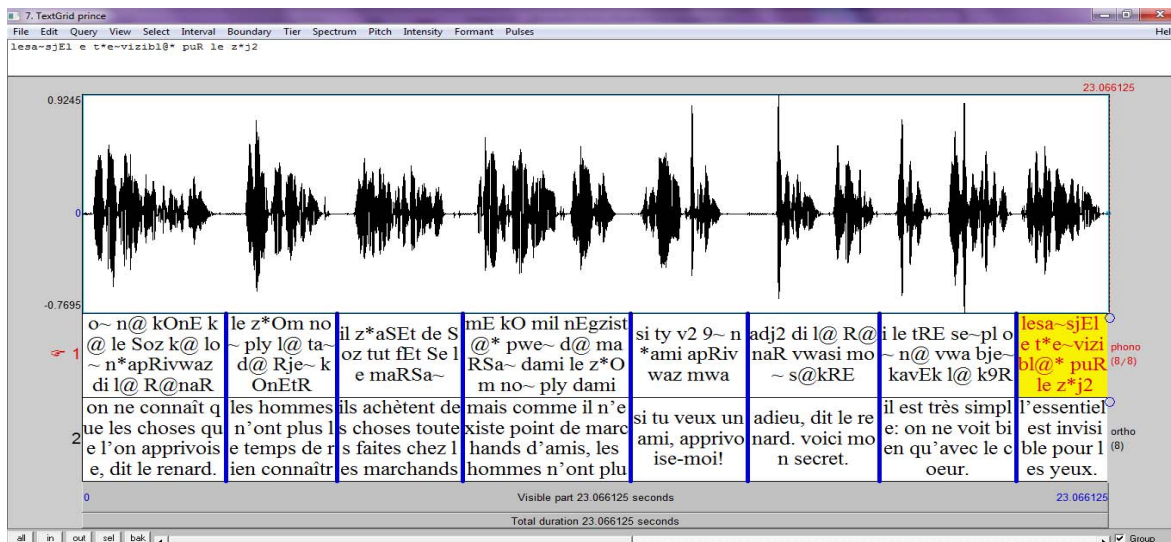 7. TextGrid prince
File Edit Query View Select Interval Boundary Tier Spectrum Pitch Intensity Formant Pulses Hel
lesa~sjEl e t*e~vizibl@* puR le z*j2
23.066125
0.9245
0
-0.7695
o~ n@ kOnE k
@ le Soz k@ lo
~ n*apRivwaz
di l@ R@naR
le z*Om no
~ ply l@ ta~
d@ Rje~ k
OnEtR
il z*aSEt de S
oz tut fEt Se l
e maRSa~
mE kO mil nEgzist
@* pwe~ d@ ma
RSa~ dami le z*O
m no~ ply dami
si ty v2 9~ n
*ami apRiv
waz mwa
adj2 di l@ R@
naR vwasi mo
~ s@kRE
i le tRE se~pl o
~ n@ vwa bje~
kavEk l@ k9R
lesa~sjEl
e t*e~vizi
bl@* puR
le z*j2
1
phono
(8/8)
on ne connaît q
ue les choses qu
e l'on apprivois
e, dit le renard.
les hommes
n'ont plus l
e temps de r
ien connaîtr
ils achètent de
s choses toute
s faites chez l
es marchands
mais comme il n'e
xiste point de marc
hands d'amis, les
hommes n'ont plu
si tu veux un
ami, apprivo
ise-moi!
adieu, dit le re
nard. voici mo
n secret.
il est très simpl
e: on ne voit bi
en qu'avec le c
oeur.
l'essentiel
est invisi
ble pour l
es yeux.
2
ortho
(8)
0
Visible part 23.066125 seconds
23.066125
Total duration 23.066125 seconds
all in out sel bak
Group